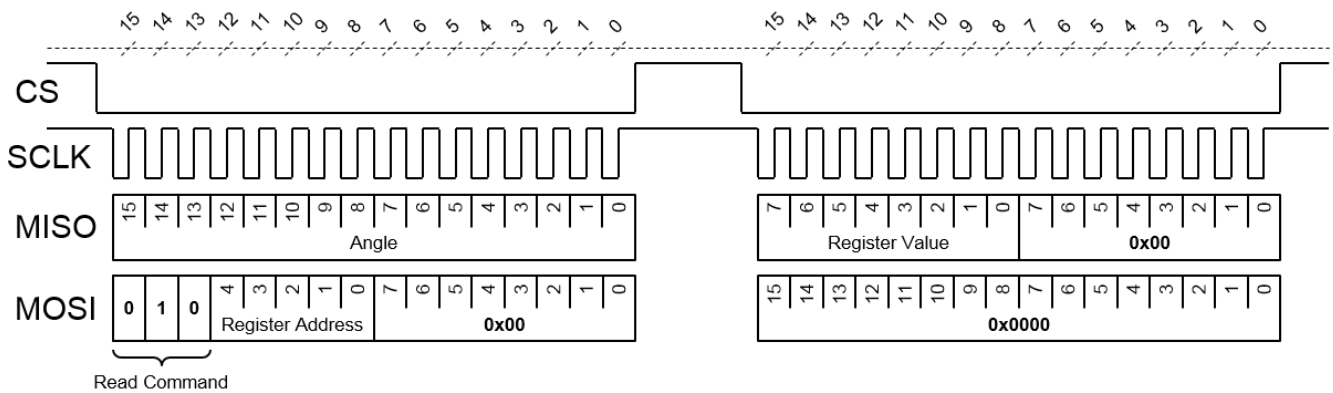 15 14 13 12 11 10 9 8 7 6 5 4 3 2 1 0 15 14 13 12 11 10 9 8 7 6 5 4 3 2 1 0
CS
SCLK
MISO 15 14 13 12 11 10 9 8 7 6 5 4 3 2 1 0 7 6 5 4 3 2 1 0 7 6 5 4 3 2 1 0
Angle Register Value 0x00
MOSI 0 1 0 4 3 2 1 0 7 6 5 4 3 2 1 0 15 14 13 12 11 10 9 8 7 6 5 4 3 2 1 0
Register Address 0x00 0x0000
Read Command